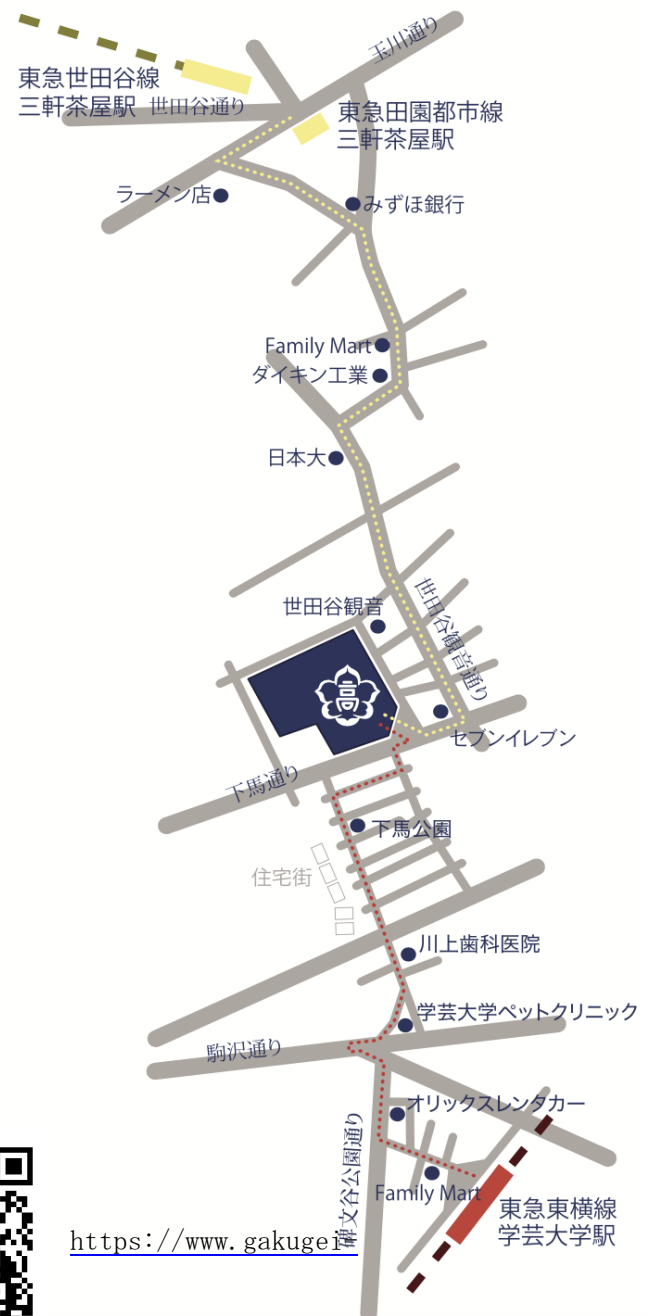 玉川通り
東急世田谷線
三軒茶屋駅
世田谷通り
東急田園都市線
三軒茶屋駅
ラーメン店
みずほ銀行
Family Mart
ダイキン工業
日本大
世田谷観音
世田谷観音通り
高
セブンイレブン
下馬通り
下馬公園
住宅街
川上歯科医院
学芸大学ペットクリニック
駒沢通り
オリックスレンタカー
碑文谷公園通り
Family Mart
東急東横線
学芸大学駅
https://www.gakugei-